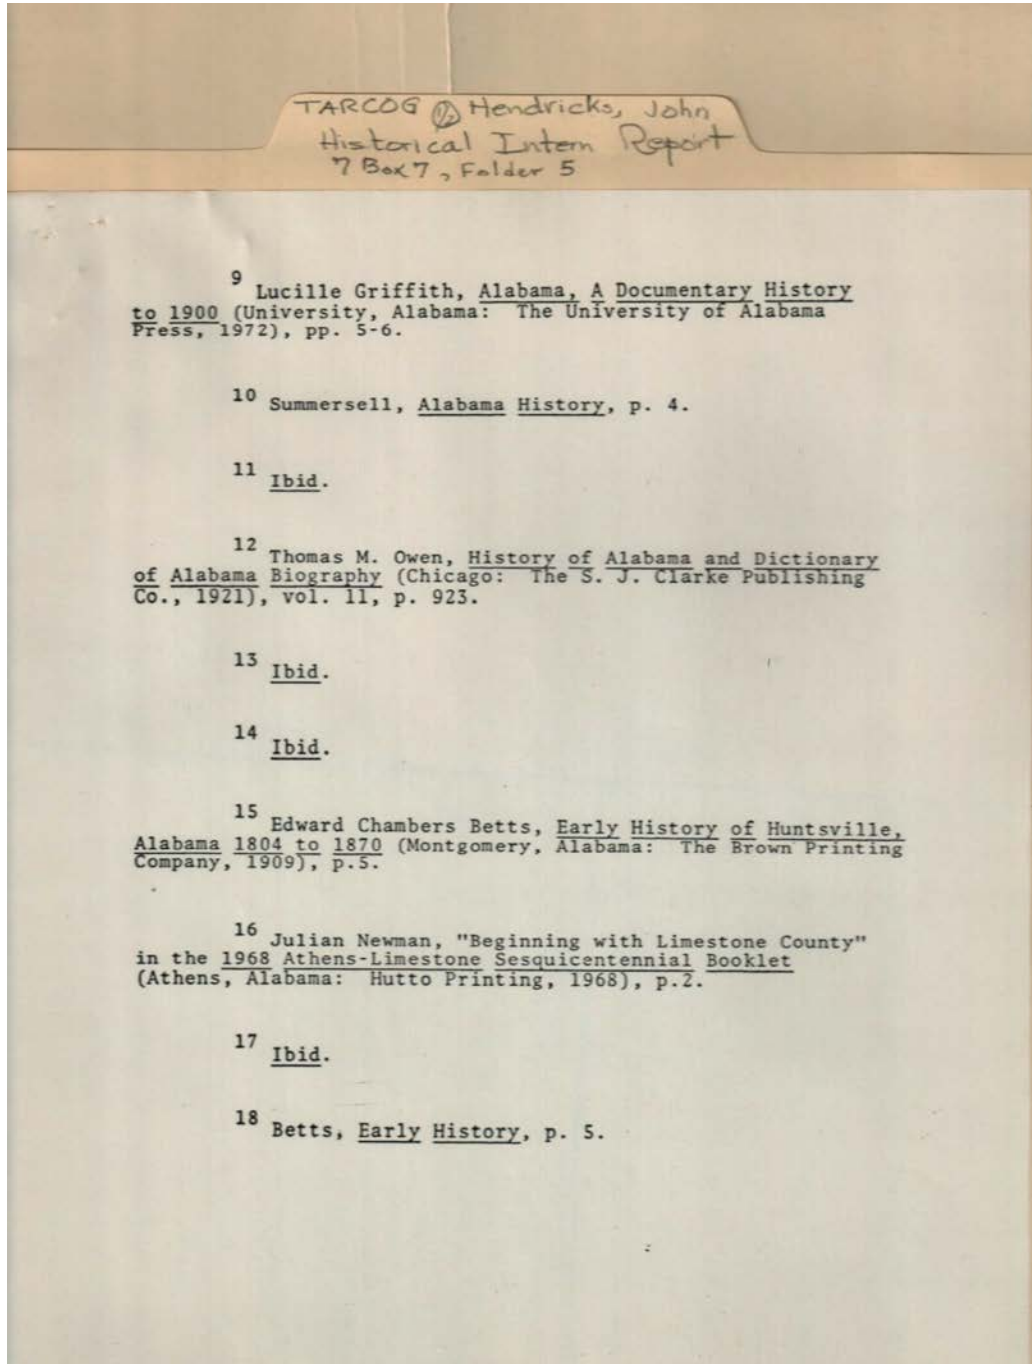 TARCOG ½ Hendricks, John
Historical Intern Report
7 Box 7, Folder 5
9 Lucille Griffith, Alabama, A Documentary History
to 1900 (University, Alabama: The University of Alabama
Press, 1972), pp. 5-6.
10 Summersell, Alabama History, p. 4.
11 Ibid.
12 Thomas M. Owen, History of Alabama and Dictionary
of Alabama Biography (Chicago: The S. J. Clarke Publishing
Co., 1921), vol. 11, p. 923.
13 Ibid.
14 Ibid.
15 Edward Chambers Betts, Early History of Huntsville,
Alabama 1804 to 1870 (Montgomery, Alabama: The Brown Printing
Company, 1909), p.5.
16 Julian Newman, "Beginning with Limestone County"
in the 1968 Athens-Limestone Sesquicentennial Booklet
(Athens, Alabama: Hutto Printing, 1968), p.2.
17 Ibid.
18 Betts, Early History, p. 5.